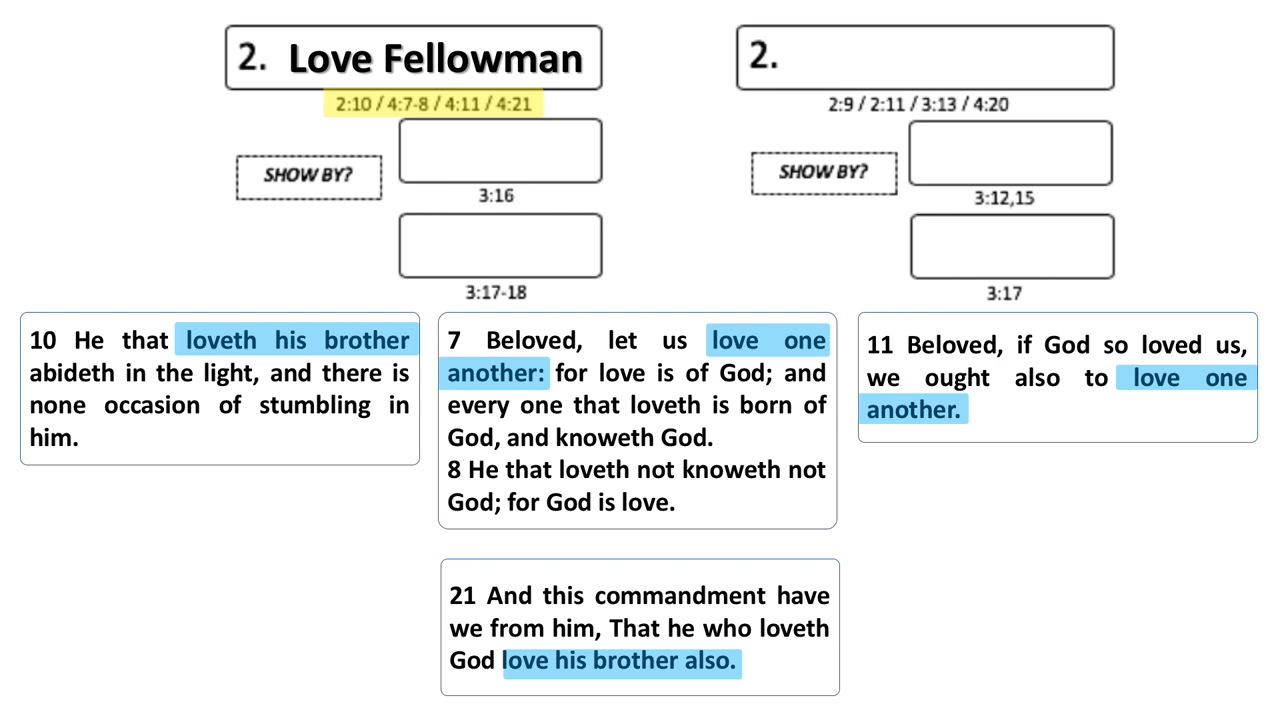 2. Love Fellowman
2:10 / 4:7-8 / 4:11 / 4:21
SHOW BY?
3:16
3:17-18
2.
2:9 / 2:11 / 3:13 / 4:20
SHOW BY?
3:12,15
3:17
10 He that loveth his brother
abideth in the light, and there is
none occasion of stumbling in
him.
7 Beloved, let us love one
another: for love is of God; and
every one that loveth is born of
God, and knoweth God.
8 He that loveth not knoweth not
God; for God is love.
11 Beloved, if God so loved us,
we ought also to love one
another.
21 And this commandment have
we from him, That he who loveth
God love his brother also.